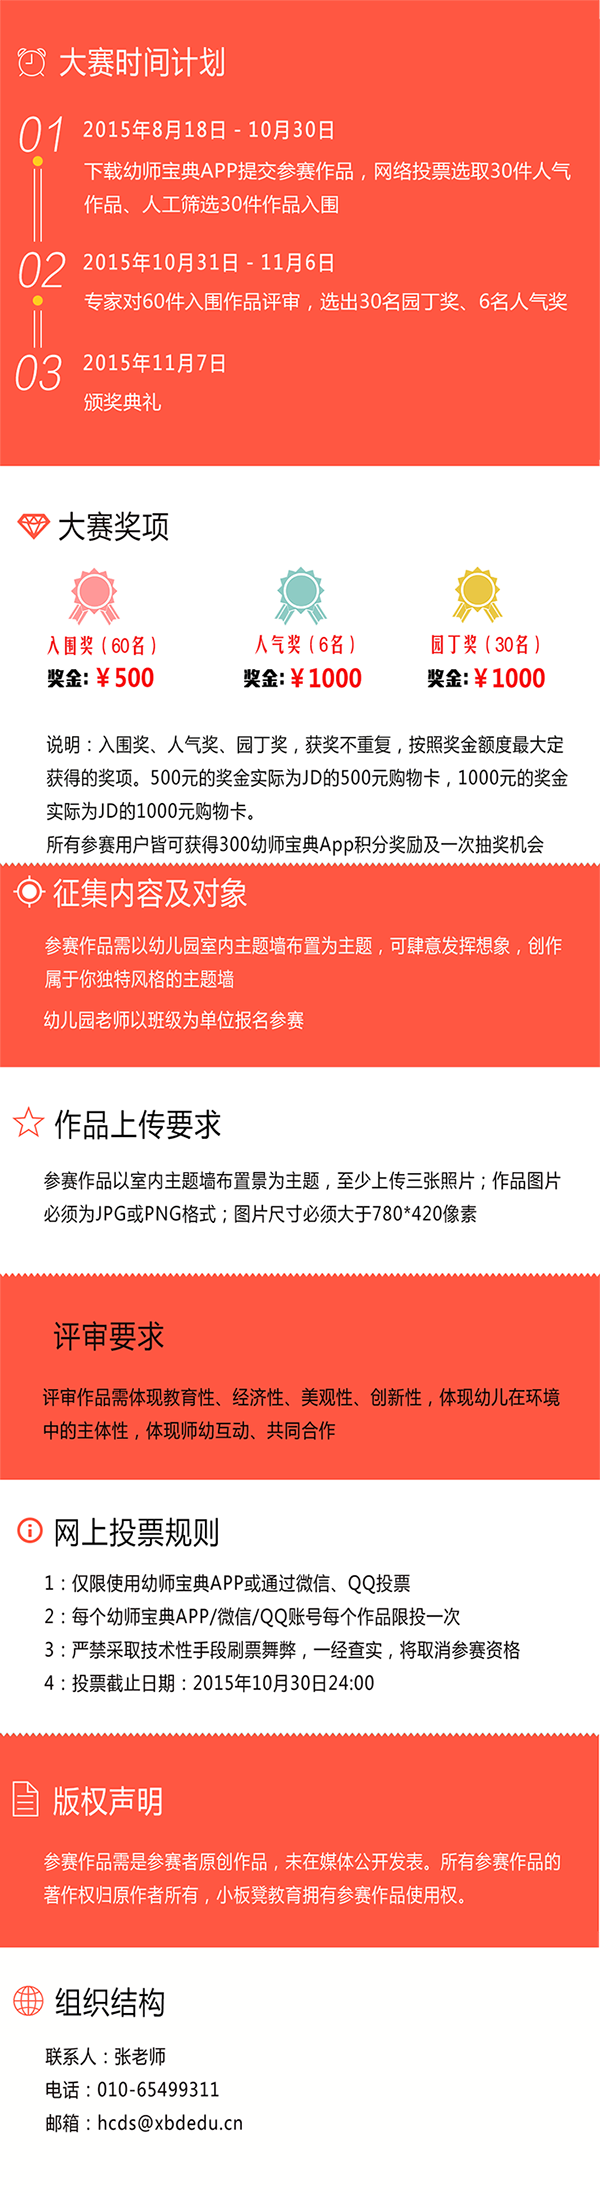 大赛时间计划
01
2015年8月18日 - 10月30日
下载幼师宝典APP提交参赛作品，网络投票选取30件人气
作品、人工筛选30件作品入围
02
2015年10月31日 - 11月6日
专家对60件入围作品评审，选出30名园丁奖、6名人气奖
03
2015年11月7日
颁奖典礼
大赛奖项
入围奖（60名） 人气奖（6名） 园丁奖（30名）
奖金:￥500 奖金:￥1000 奖金:￥1000
说明：入围奖、人气奖、园丁奖，获奖不重复，按照奖金额度最大定
获得的奖项。500元的奖金实际为JD的500元购物卡，1000元的奖金
实际为JD的1000元购物卡。
所有参赛用户皆可获得300幼师宝典App积分奖励及一次抽奖机会
征集内容及对象
参赛作品需以幼儿园室内主题墙布置为主题，可肆意发挥想象，创作
属于你独特风格的主题墙
幼儿园老师以班级为单位报名参赛
作品上传要求
参赛作品以室内主题墙布置景为主题，至少上传三张照片；作品图片
必须为JPG或PNG格式；图片尺寸必须大于780*420像素
评审要求
评审作品需体现教育性、经济性、美观性、创新性，体现幼儿在环境
中的主体性，体现师幼互动、共同合作
网上投票规则
1：仅限使用幼师宝典APP或通过微信、QQ投票
2：每个幼师宝典APP/微信/QQ账号每个作品限投一次
3：严禁采取技术性手段刷票舞弊，一经查实，将取消参赛资格
4：投票截止日期：2015年10月30日24:00
版权声明
参赛作品需是参赛者原创作品，未在媒体公开发表。所有参赛作品的
著作权归原作者所有，小板凳教育拥有参赛作品使用权。
组织结构
联系人：张老师
电话：010-65499311
邮箱：hcds@xbdedu.cn